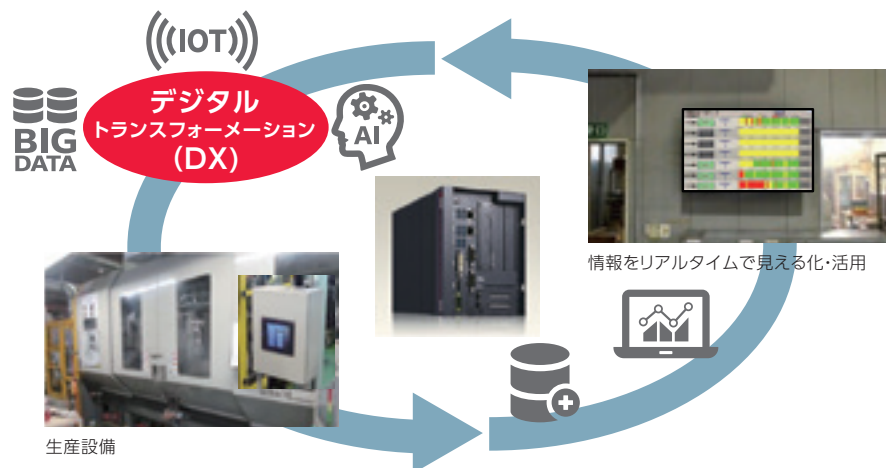 IOT
デジタル
トランスフォーメーション
(DX)
BIG
DATA
AI
情報をリアルタイムで見える化・活用
生産設備